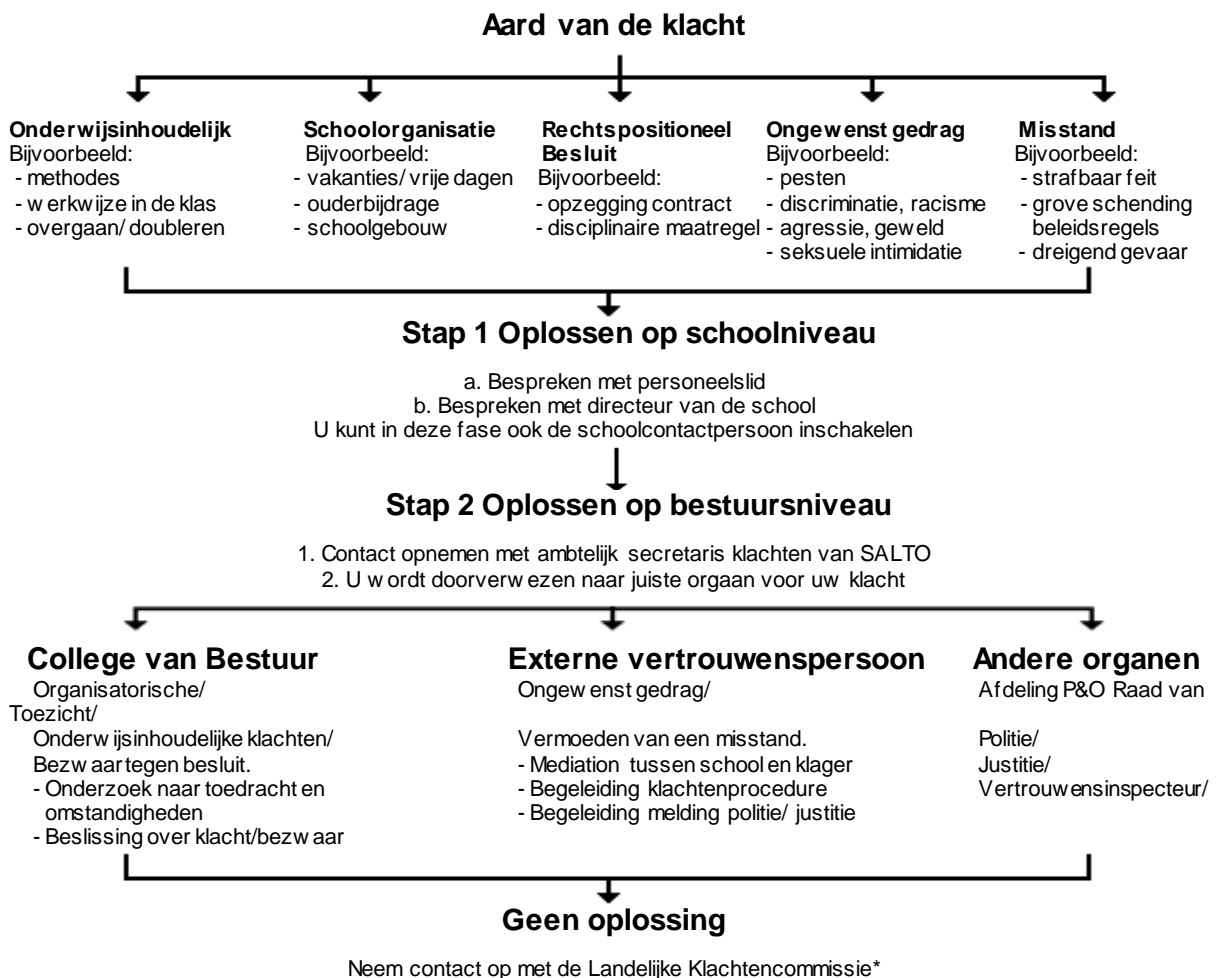 Aard van de klacht
Onderwijsinhoudelijk
Bijvoorbeeld:
- methodes
- werkwijze in de klas
- overgaan/ doubleren
Schoolorganisatie
Bijvoorbeeld:
- vakanties/ vrije dagen
- ouderbijdrage
- schoolgebouw
Rechtspositioneel
Besluit
Bijvoorbeeld:
- opzegging contract
- disciplinaire maatregel
Ongewenst gedrag
Bijvoorbeeld:
- pesten
- discriminatie, racisme
- agressie, geweld
- seksuele intimidatie
Misstand
Bijvoorbeeld:
- strafbaar feit
- grove schending
beleidsregels
- dreigend gevaar
Stap 1 Oplossen op schoolniveau
a. Bespreken met personeelslid
b. Bespreken met directeur van de school
U kunt in deze fase ook de schoolcontactpersoon inschakelen
Stap 2 Oplossen op bestuursniveau
1. Contact opnemen met ambtelijk secretaris klachten van SALTO
2. U wordt doorverwezen naar juiste orgaan voor uw klacht
College van Bestuur
Organisatorische/
Toezicht/
Onderwijsinhoudelijke klachten/
Bezwaar tegen besluit.
- Onderzoek naar toedracht en
omstandigheden
- Beslissing over klacht/bezwaar
Externe vertrouwenspersoon
Ongewenst gedrag/
Vermoeden van een misstand.
- Mediation tussen school en klager
- Begeleiding klachtenprocedure
- Begeleiding melding politie/ justitie
Andere organen
Afdeling P&O Raad van
Politie/
Justitie/
Vertrouwensinspecteur/
Geen oplossing
Neem contact op met de Landelijke Klachtencommissie*